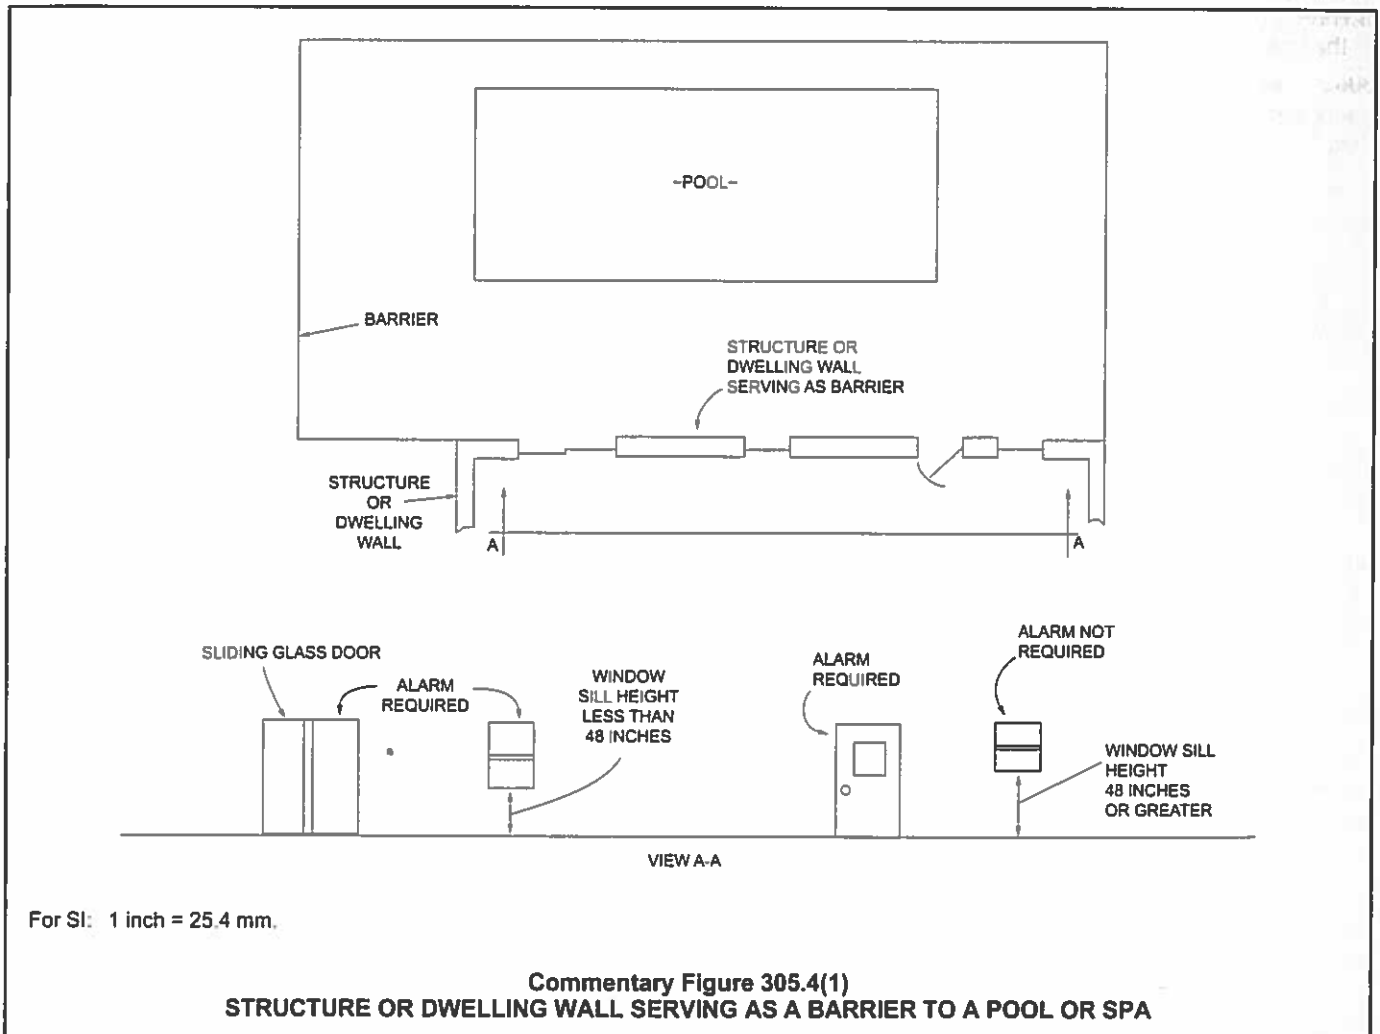 -POOL-
BARRIER
STRUCTURE OR
DWELLING WALL
SERVING AS BARRIER
STRUCTURE
OR
DWELLING
WALL
A
A
SLIDING GLASS DOOR
ALARM
REQUIRED
WINDOW
SILL HEIGHT
LESS THAN
48 INCHES
ALARM
REQUIRED
ALARM NOT
REQUIRED
WINDOW SILL
HEIGHT
48 INCHES
OR GREATER
VIEW A-A
For SI: 1 inch = 25.4 mm.
Commentary Figure 305.4(1)
STRUCTURE OR DWELLING WALL SERVING AS A BARRIER TO A POOL OR SPA